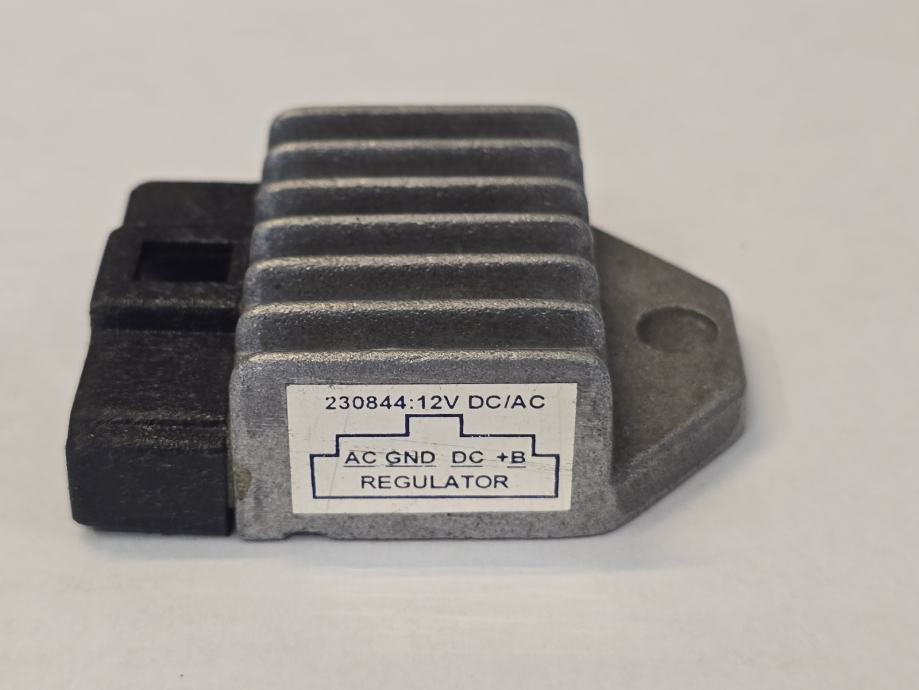 230844:12V DC/AC
AC GND DC +B
REGULATOR